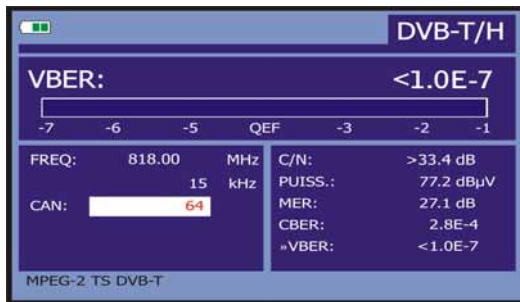 DVB-T/H
VBER: <1.0E-7
-7 -6 -5 QEF -3 -2 -1
FREQ: 818.00 MHz
15 kHz
CAN: 64
C/N: >33.4 dB
PUISS.: 77.2 dBµV
MER: 27.1 dB
CBER: 2.8E-4
»VBER: <1.0E-7
MPEG-2 TS DVB-T